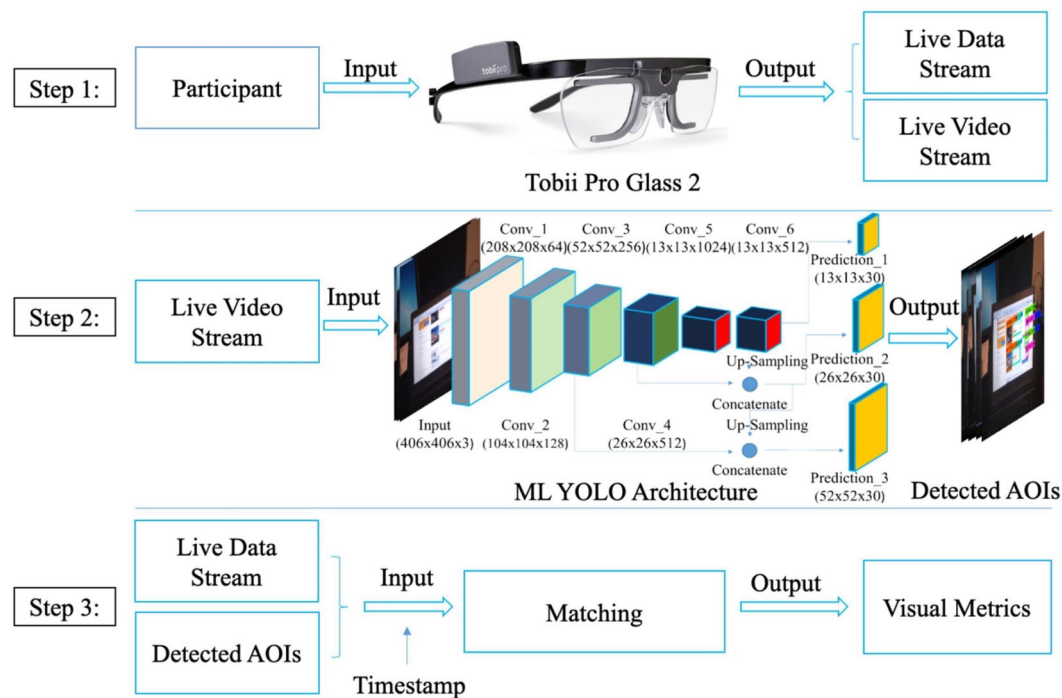 Step 1:
Participant
Input
tobii pro
Tobii Pro Glass 2
Output
Live Data
Stream
Live Video
Stream
Step 2:
Live Video
Stream
Input
Conv_1
(208x208x64)
Conv_3
(52x52x256)
Conv_5
(13x13x1024)
Conv_6
(13x13x512)
Input
(406x406x3)
Conv_2
(104x104x128)
Conv_4
(26x26x512)
Up-Sampling
Concatenate
Up-Sampling
Concatenate
Prediction_1
(13x13x30)
Prediction_2
(26x26x30)
Prediction_3
(52x52x30)
ML YOLO Architecture
Output
Detected AOIs
Step 3:
Live Data
Stream
Detected AOIs
Input
Timestamp
Matching
Output
Visual Metrics